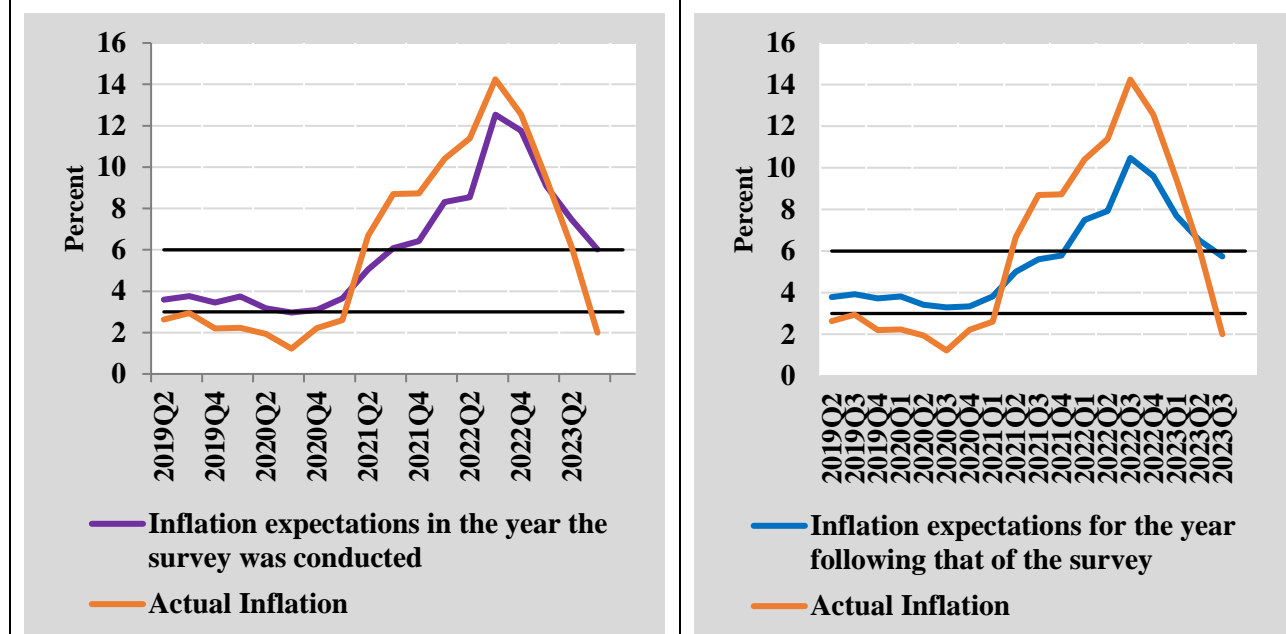 16
14
12
10
8
6
4
2
0
Percent
2019Q2
2019Q4
2020Q2
2020Q4
2021Q2
2021Q4
2022Q2
2022Q4
2023Q2
Inflation expectations in the year the
survey was conducted
Actual Inflation
16
14
12
10
8
6
4
2
0
Percent
2019Q2
2019Q3
2019Q4
2020Q1
2020Q2
2020Q3
2020Q4
2021Q1
2021Q2
2021Q3
2021Q4
2022Q1
2022Q2
2022Q3
2022Q4
2023Q1
2023Q2
2023Q3
Inflation expectations for the year
following that of the survey
Actual Inflation